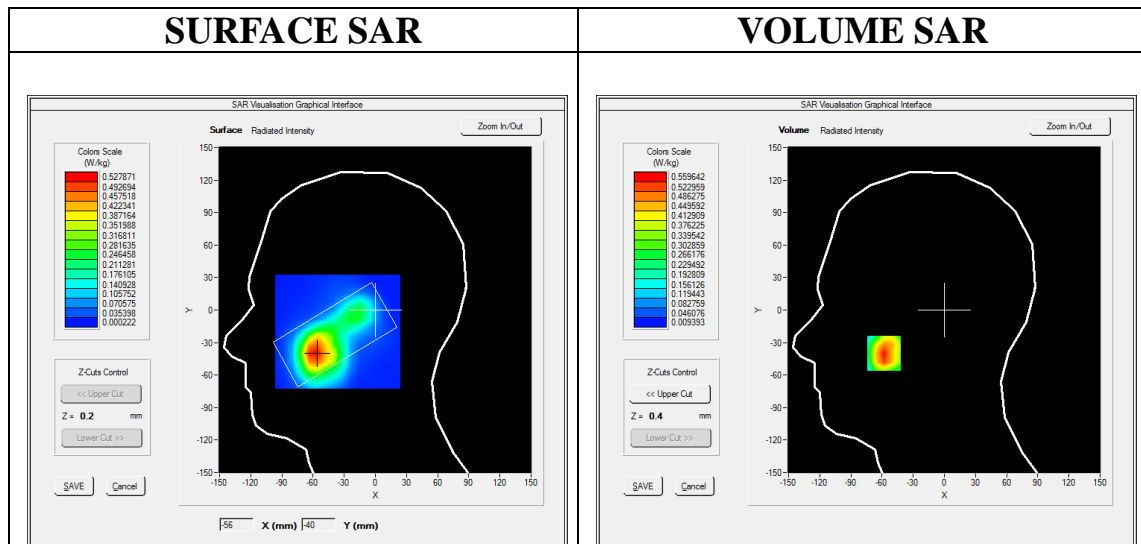 SURFACE SAR
VOLUME SAR
SAR Visualisation Graphical Interface
Surface Radiated Intensity
Zoom In/Out
Colors Scale
(W/kg)
0.527871
0.492694
0.457518
0.422341
0.387164
0.351988
0.316811
0.281635
0.246458
0.211281
0.176105
0.140928
0.105752
0.070575
0.035398
0.000222
Z-Cuts Control
<< Upper Cut
Z = 0.2 mm
Lower Cut >>
SAVE Cancel
150
120
90
60
30
0
-30
-60
-90
-120
-150
Y
-150 -120 -90 -60 -30 0 30 60 90 120 150
X
-56 X (mm) -40 Y (mm)
SAR Visualisation Graphical Interface
Volume Radiated Intensity
Zoom In/Out
Colors Scale
(W/kg)
0.559642
0.522959
0.486275
0.449592
0.412909
0.376225
0.339542
0.302859
0.266176
0.229492
0.192809
0.156126
0.119443
0.082759
0.046076
0.009393
Z-Cuts Control
<< Upper Cut
Z = 0.4 mm
Lower Cut >>
SAVE Cancel
150
120
90
60
30
0
-30
-60
-90
-120
-150
Y
-150 -120 -90 -60 -30 0 30 60 90 120 150
X